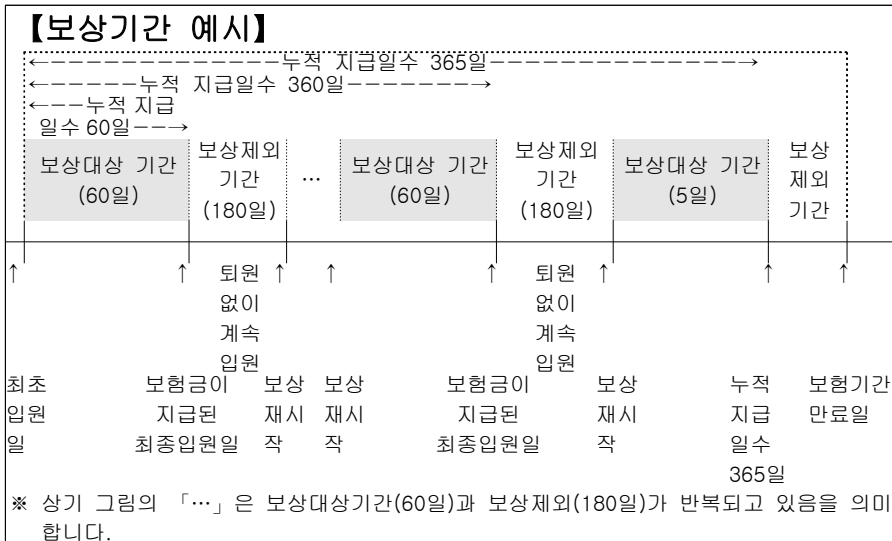 【보상기간 예시】
←−−−−−−−−−−−−−누적 지급일수 365일−−−−−−−−−−−−−−→
←−−−−−−누적 지급일수 360일−−−−−−−→
←−−누적 지급
일수 60일−−→
보상대상 기간
(60일)
보상제외
기간
(180일)
…
보상대상 기간
(60일)
보상제외
기간
(180일)
보상대상 기간
(5일)
보상
제외
기간
↑ ↑ ↑ ↑ ↑ ↑ ↑ ↑
퇴원
없이
계속
입원
퇴원
없이
계속
입원
최초
입원
일
보험금이
지급된
최종입원일
보상
재시
작
보상
재시
작
보험금이
지급된
최종입원일
보상
재시
작
누적
지급
일수
365일
보험기간
만료일
※ 상기 그림의 「…」은 보상대상기간(60일)과 보상제외(180일)가 반복되고 있음을 의미
합니다.